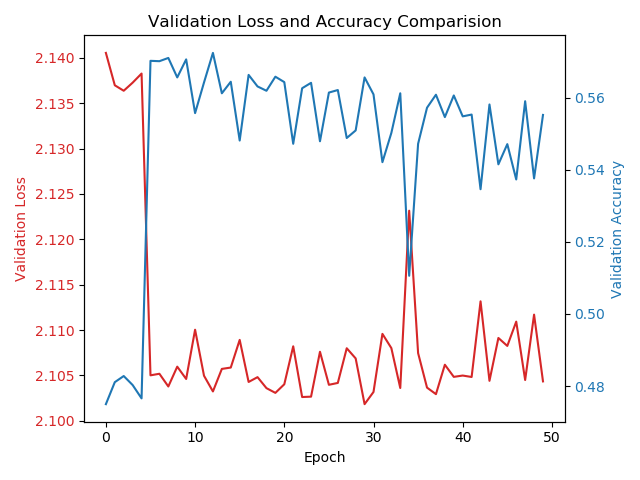 Validation Loss and Accuracy Comparision
2.140
2.135
2.130
2.125
2.120
2.115
2.110
2.105
2.100
Validation Loss
0.56
0.54
0.52
0.50
0.48
Validation Accuracy
0 10 20 30 40 50
Epoch